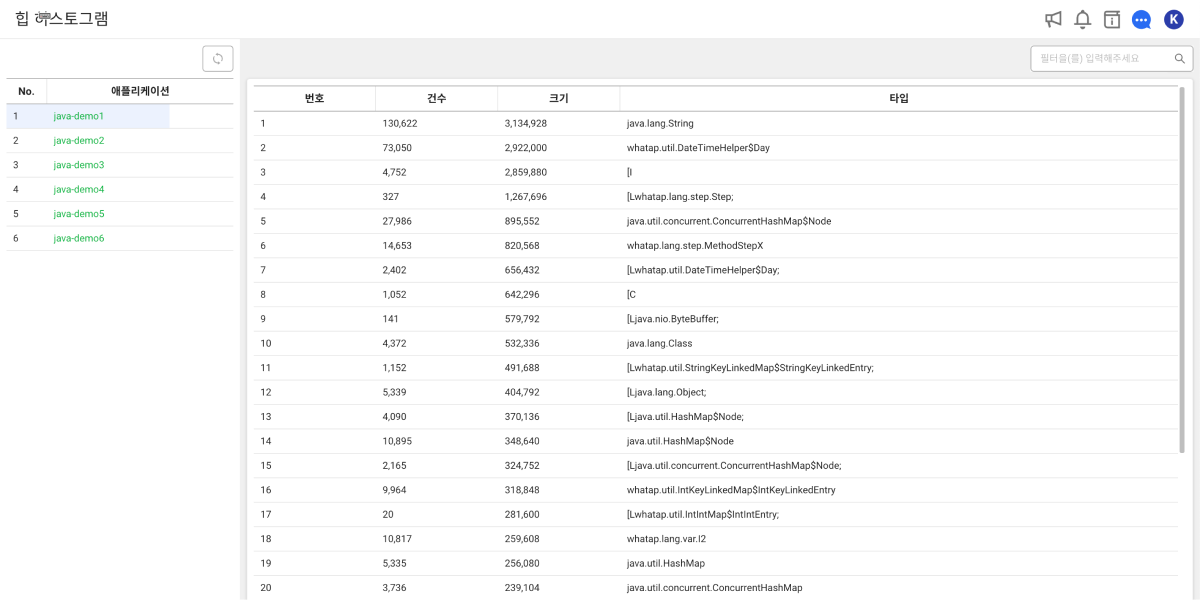 힙 히스토그램
K
필터을(를) 입력해주세요
No. 애플리케이션
1 java-demo1
2 java-demo2
3 java-demo3
4 java-demo4
5 java-demo5
6 java-demo6
번호 건수 크기 타입
1 130,622 3,134,928 java.lang.String
2 73,050 2,922,000 whatap.util.DateTimeHelper$Day
3 4,752 2,859,880 [I
4 327 1,267,696 [Lwhatap.lang.step.Step;
5 27,986 895,552 java.util.concurrent.ConcurrentHashMap$Node
6 14,653 820,568 whatap.lang.step.MethodStepX
7 2,402 656,432 [Lwhatap.util.DateTimeHelper$Day;
8 1,052 642,296 [C
9 141 579,792 [Ljava.nio.ByteBuffer;
10 4,372 532,336 java.lang.Class
11 1,152 491,688 [Lwhatap.util.StringKeyLinkedMap$StringKeyLinkedEntry;
12 5,339 404,792 [Ljava.lang.Object;
13 4,090 370,136 [Ljava.util.HashMap$Node;
14 10,895 348,640 java.util.HashMap$Node
15 2,165 324,752 [Ljava.util.concurrent.ConcurrentHashMap$Node;
16 9,964 318,848 whatap.util.IntKeyLinkedMap$IntKeyLinkedEntry
17 20 281,600 [Lwhatap.util.IntIntMap$IntIntEntry;
18 10,817 259,608 whatap.lang.var.I2
19 5,335 256,080 java.util.HashMap
20 3,736 239,104 java.util.concurrent.ConcurrentHashMap